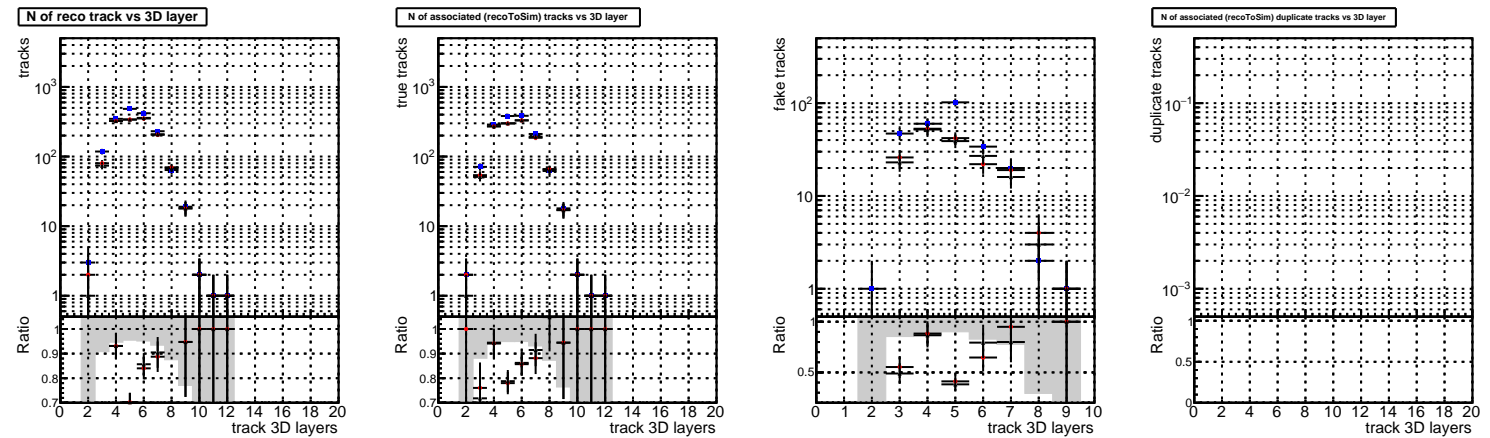 N of reco track vs 3D layer
tracks
10³
10²
10
1
Ratio
1
0.9
0.8
0.7
0 2 4 6 8 10 12 14 16 18 20
track 3D layers
N of associated (recoToSim) tracks vs 3D layer
true tracks
10³
10²
10
1
Ratio
1
0.9
0.8
0.7
0 2 4 6 8 10 12 14 16 18 20
track 3D layers
fake tracks
10²
10
1
Ratio
1
0.5
0 1 2 3 4 5 6 7 8 9 10
track 3D layers
N of associated (recoToSim) duplicate tracks vs 3D layer
duplicate tracks
10⁻¹
10⁻²
10⁻³
Ratio
1
0.5
0
0 2 4 6 8 10 12 14 16 18 20
track 3D layers